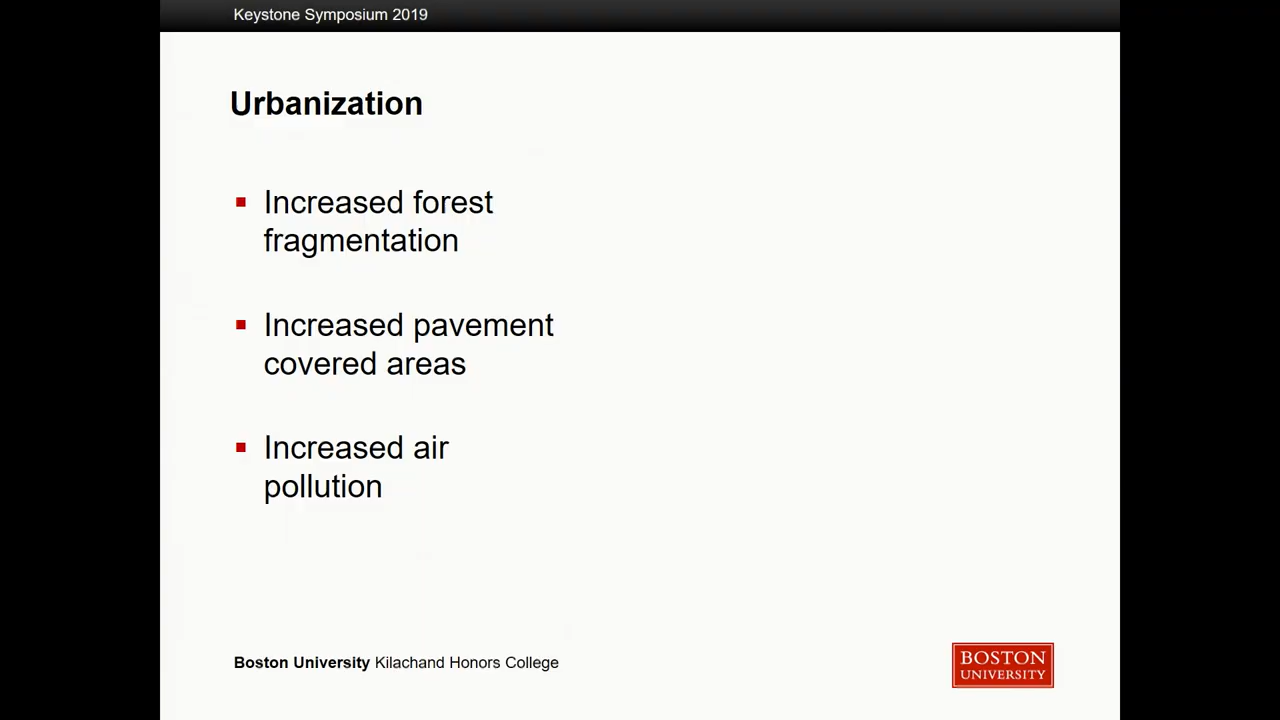 Keystone Symposium 2019
Urbanization
Increased forest
fragmentation
Increased pavement
covered areas
Increased air
pollution
Boston University Kilachand Honors College
BOSTON
UNIVERSITY